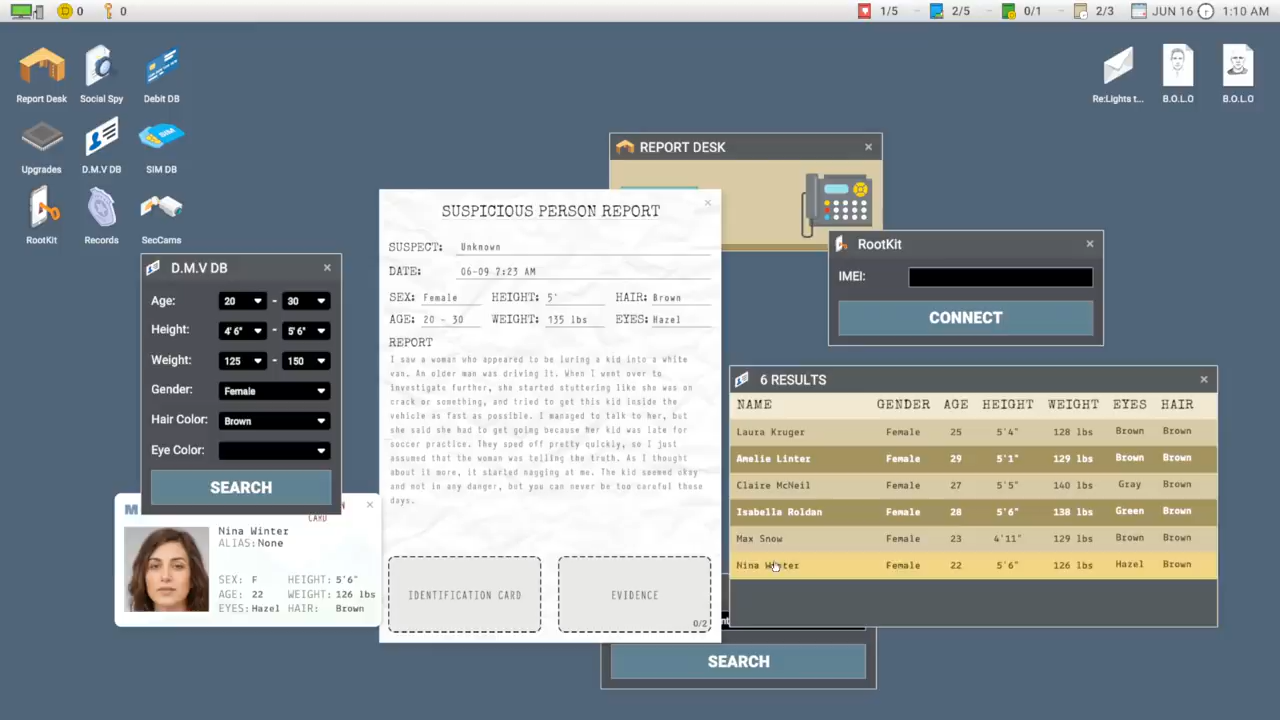 0
0
1/5
2/5
0/1
2/3
JUN 16
1:10 AM
Report Desk
Social Spy
Debit DB
Upgrades
D.M.V DB
SIM DB
RootKit
Records
SecCams
Re:Lights t...
B.O.L.O
B.O.L.O
REPORT DESK
RootKit
IMEI:
CONNECT
D.M.V DB
Age: 20 - 30
Height: 4' 6" - 5' 6"
Weight: 125 - 150
Gender: Female
Hair Color: Brown
Eye Color:
SEARCH
M
CARD
Nina Winter
ALIAS: None
SEX: F HEIGHT: 5'6"
AGE: 22 WEIGHT: 126 lbs
EYES: Hazel HAIR: Brown
SUSPICIOUS PERSON REPORT
SUSPECT: Unknown
DATE: 06-09 7:23 AM
SEX: Female HEIGHT: 5' HAIR: Brown
AGE: 20 - 30 WEIGHT: 135 lbs EYES: Hazel
REPORT
I saw a woman who appeared to be luring a kid into a white
van. An older man was driving it. When I went over to
investigate further, she started stuttering like she was on
crack or something, and tried to get this kid inside the
vehicle as fast as possible. I managed to talk to her, but
she said she had to get going because her kid was late for
soccer practice. They sped off pretty quickly, so I just
assumed that the woman was telling the truth. As I thought
about it more, it started nagging at me. The kid seemed okay
and not in any danger, but you can never be too careful these
days.
IDENTIFICATION CARD
EVIDENCE
0/2
6 RESULTS
NAME GENDER AGE HEIGHT WEIGHT EYES HAIR
Laura Kruger Female 25 5'4" 128 lbs Brown Brown
Amelie Linter Female 29 5'1" 129 lbs Brown Brown
Claire McNeil Female 27 5'5" 140 lbs Gray Brown
Isabella Roldan Female 28 5'6" 138 lbs Green Brown
Max Snow Female 23 4'11" 129 lbs Brown Brown
Nina Winter Female 22 5'6" 126 lbs Hazel Brown
SEARCH